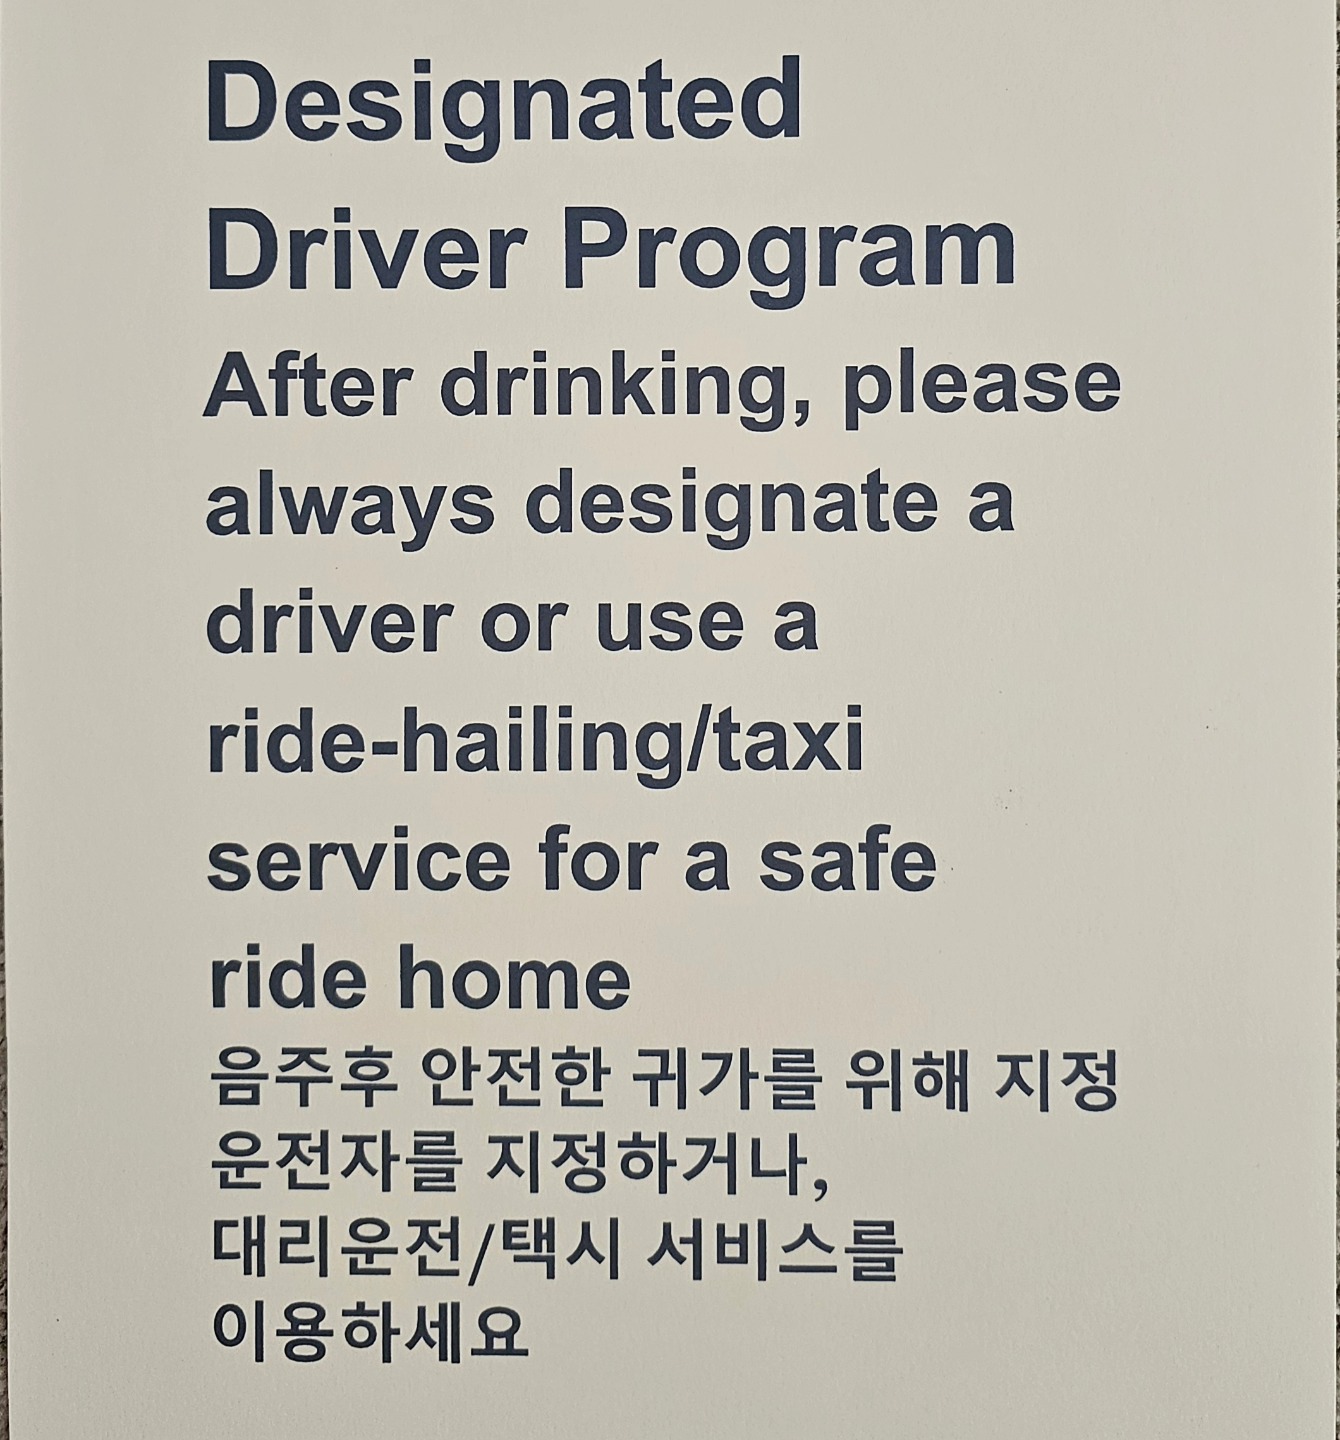 Designated
Driver Program
After drinking, please
always designate a
driver or use a
ride-hailing/taxi
service for a safe
ride home
음주후 안전한 귀가를 위해 지정
운전자를 지정하거나,
대리운전/택시 서비스를
이용하세요